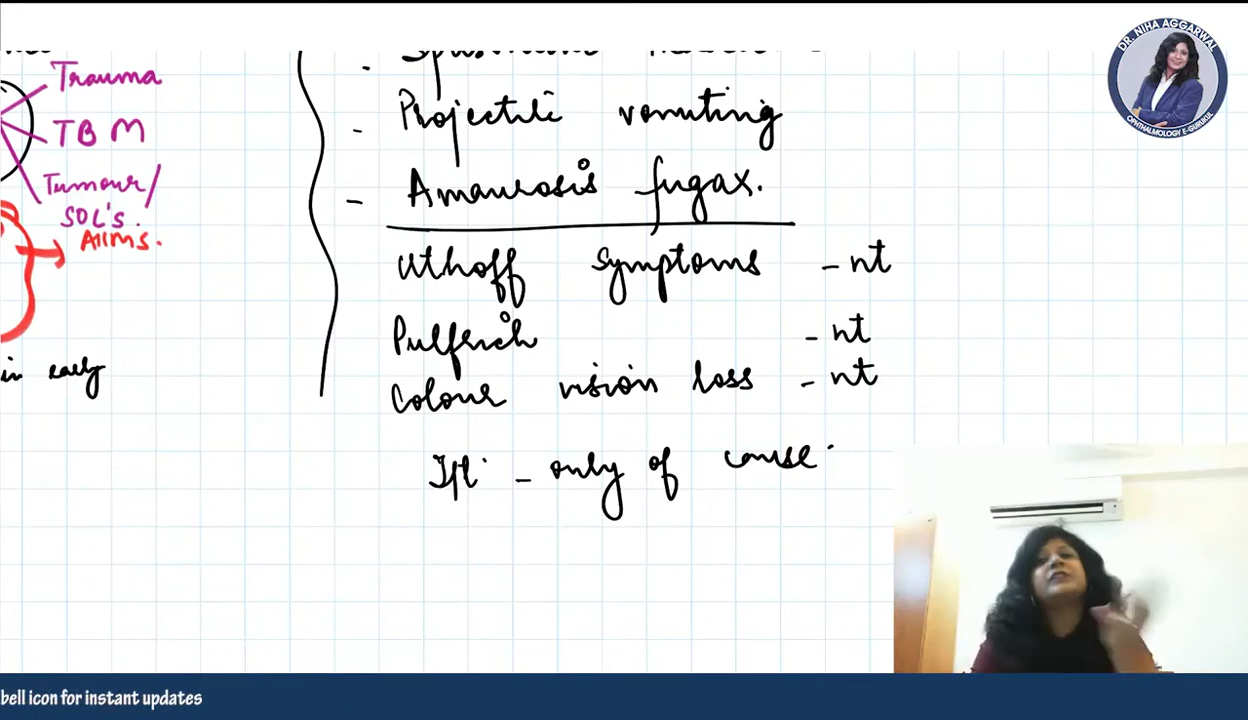 Trauma
TBM
Tumour/
SOL's.
AIIMS.
in early
- Projectile vomiting
- Amaurosis fugax.
Uthoff symptoms - nt
Pulfrich - nt
Colour vision loss - nt
- only of cause
DR. NIHA AGGARWAL
OPHTHALMOLOGY E-GURUKUL
bell icon for instant updates